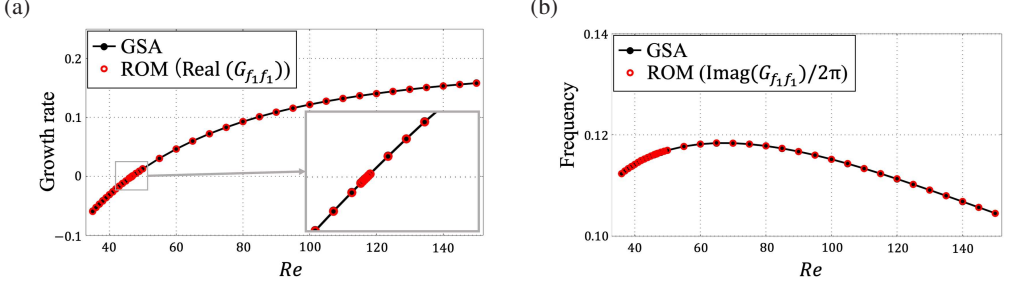 (a)
GSA
ROM (Real (G_{f_1f_1}))
Growth rate
0.2
0.1
0
−0.1
40 60 80 100 120 140
Re
(b)
GSA
ROM (Imag(G_{f_1f_1})/2π)
Frequency
0.14
0.12
0.10
40 60 80 100 120 140
Re